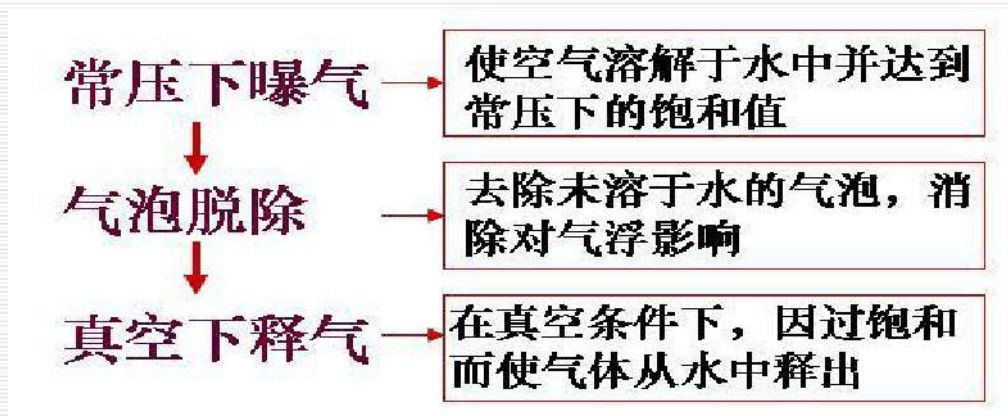 常压下曝气
使空气溶解于水中并达到
常压下的饱和值
气泡脱除
去除未溶于水的气泡，消
除对气浮影响
真空下释气
在真空条件下，因过饱和
而使气体从水中释出